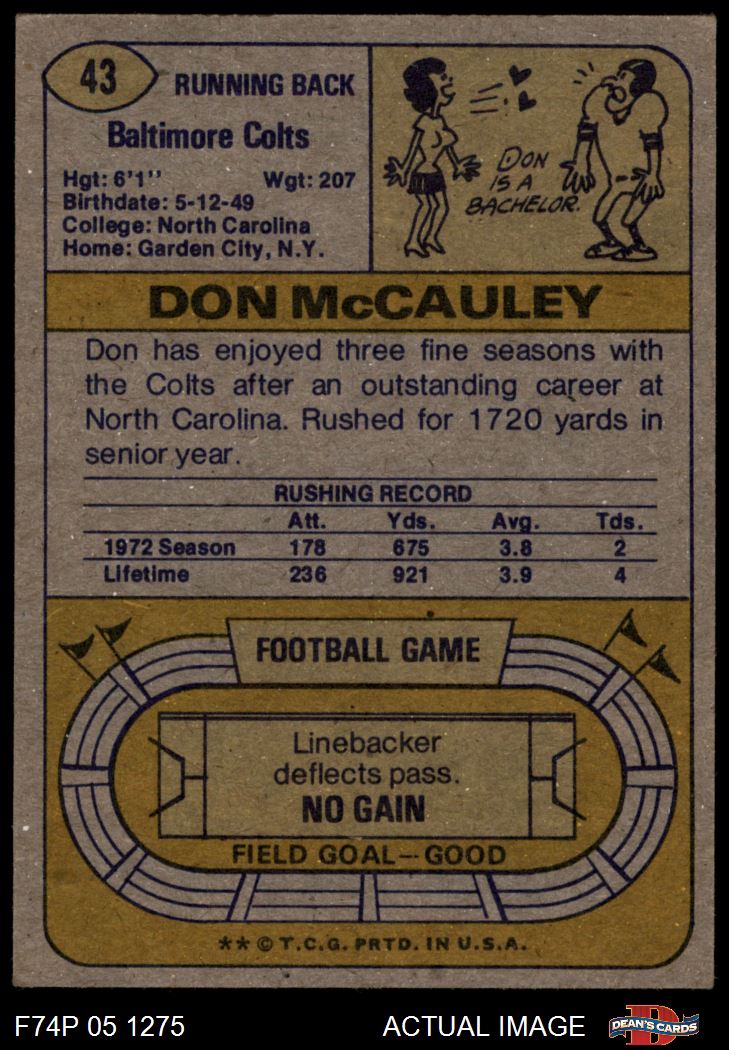 43
RUNNING BACK
Baltimore Colts
Hgt: 6'1" Wgt: 207
Birthdate: 5-12-49
College: North Carolina
Home: Garden City, N.Y.
DON
IS A
BACHELOR.
DON McCAULEY
Don has enjoyed three fine seasons with
the Colts after an outstanding career at
North Carolina. Rushed for 1720 yards in
senior year.
RUSHING RECORD
Att. Yds. Avg. Tds.
1972 Season 178 675 3.8 2
Lifetime 236 921 3.9 4
FOOTBALL GAME
Linebacker
deflects pass.
NO GAIN
FIELD GOAL—GOOD
** © T.C.G. PRTD. IN U.S.A.
F74P 05 1275 ACTUAL IMAGE
D
DEAN'S CARDS